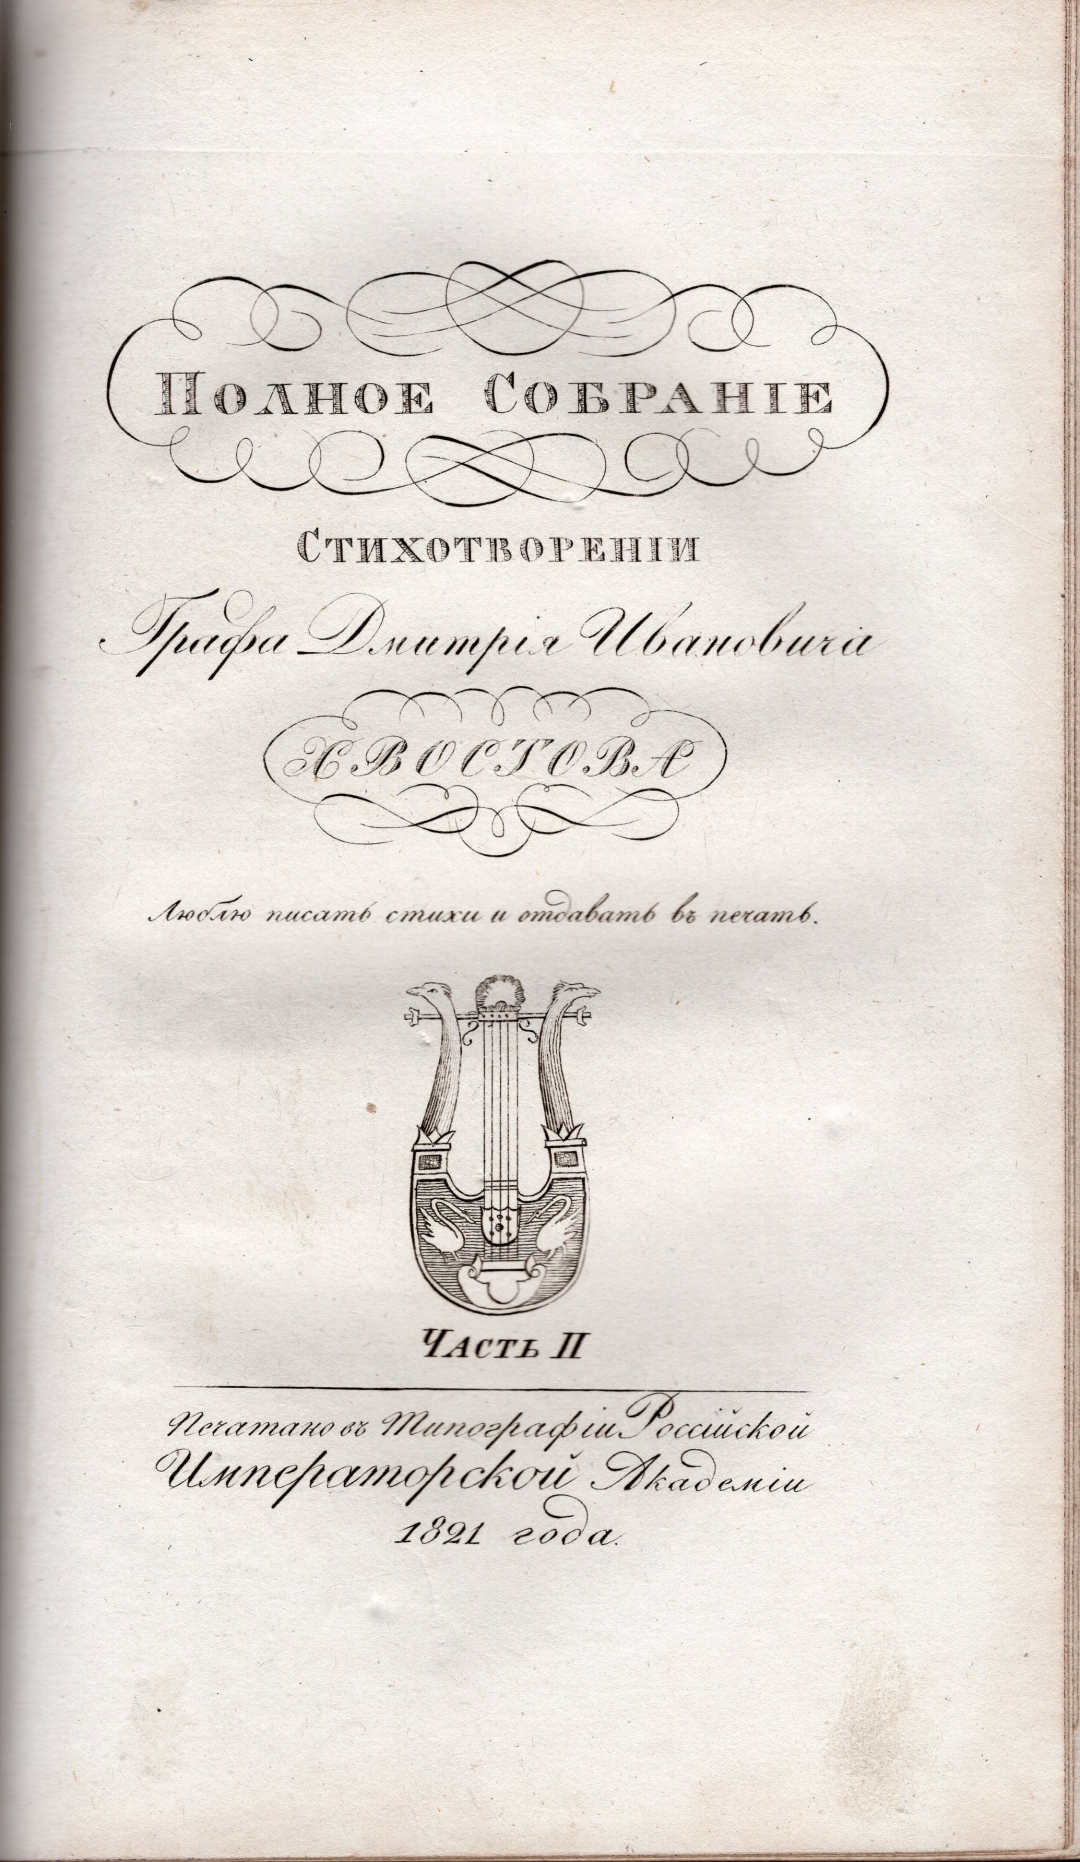 Полное Собраніе
Стихотвореніи
Графа Дмитрія Ивановича
ХВОСТОВА
Люблю писать стихи и отдавать въ печать.
Часть II
Печатано въ Типографіи Россійской
Императорской Академіи
1821 года.